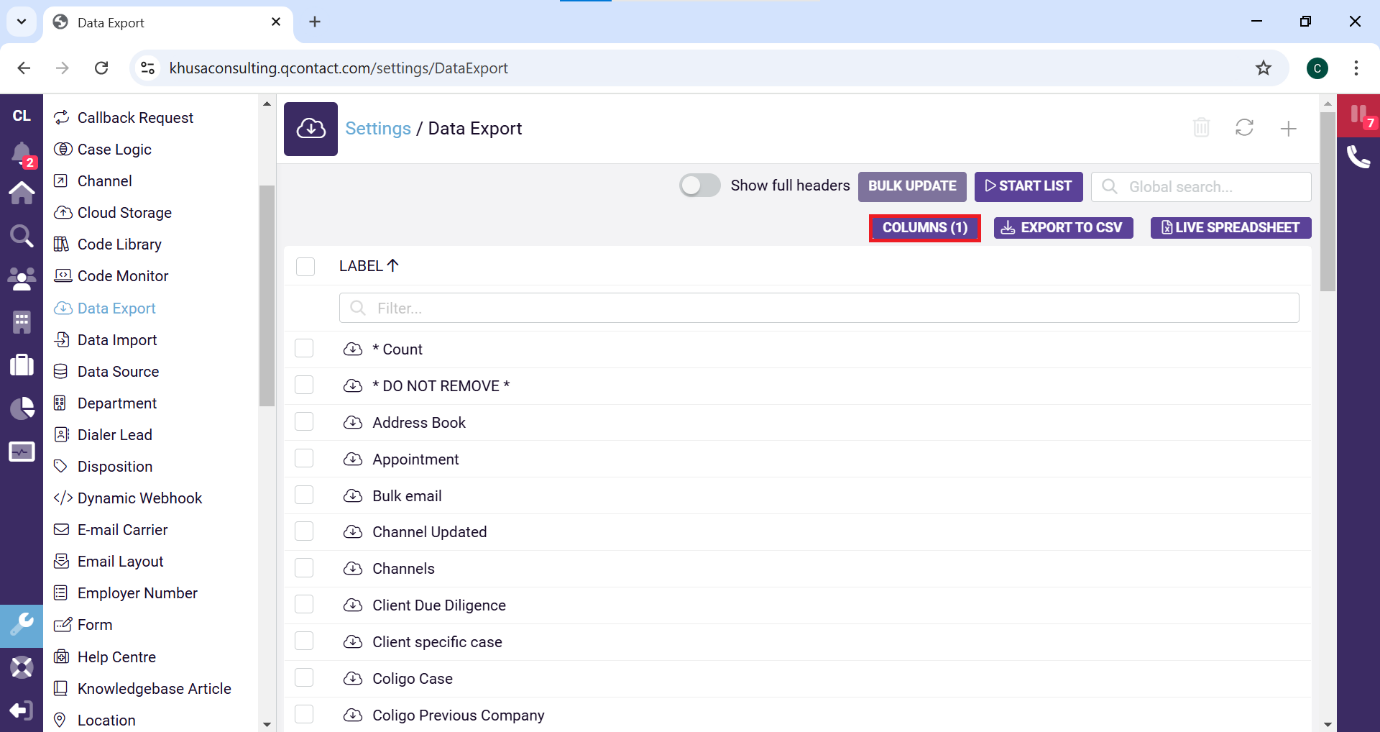 Data Export
khusaconsulting.qcontact.com/settings/DataExport
C
CL
2
Callback Request
Case Logic
Channel
Cloud Storage
Code Library
Code Monitor
Data Export
Data Import
Data Source
Department
Dialer Lead
Disposition
Dynamic Webhook
E-mail Carrier
Email Layout
Employer Number
Form
Help Centre
Knowledgebase Article
Location
Settings / Data Export
7
Show full headers
BULK UPDATE
START LIST
Global search...
COLUMNS (1)
EXPORT TO CSV
LIVE SPREADSHEET
LABEL
Filter...
* Count
* DO NOT REMOVE *
Address Book
Appointment
Bulk email
Channel Updated
Channels
Client Due Diligence
Client specific case
Coligo Case
Coligo Previous Company